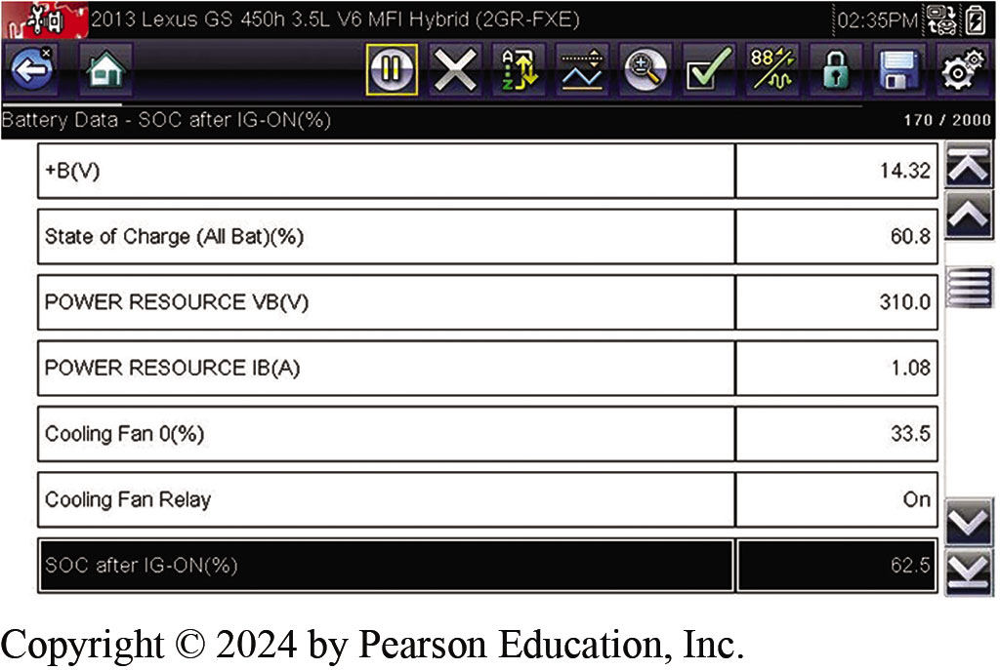 2013 Lexus GS 450h 3.5L V6 MFI Hybrid (2GR-FXE) 02:35PM
A
Z
88
Battery Data - SOC after IG-ON(%) 170 / 2000
+B(V) 14.32
State of Charge (All Bat)(%) 60.8
POWER RESOURCE VB(V) 310.0
POWER RESOURCE IB(A) 1.08
Cooling Fan 0(%) 33.5
Cooling Fan Relay On
SOC after IG-ON(%) 62.5
Copyright © 2024 by Pearson Education, Inc.